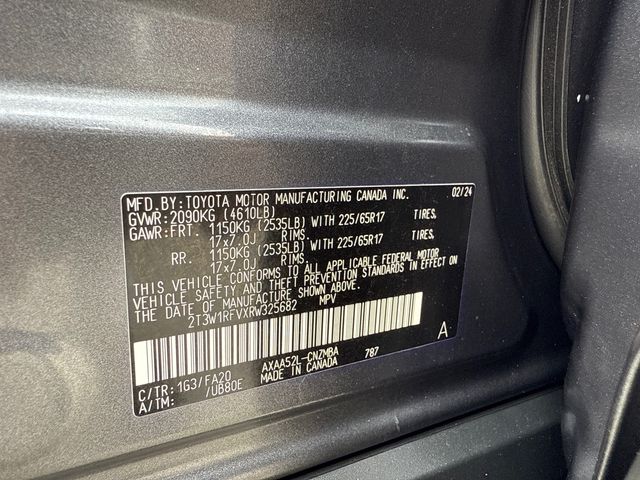 MFD. BY: TOYOTA MOTOR MANUFACTURING CANADA INC. 02/24
GVWR: 2090KG (4610LB)
GAWR: FRT. 1150KG (2535LB) WITH 225/65R17 TIRES,
17x7.0J RIMS,
RR. 1150KG (2535LB) WITH 225/65R17 TIRES,
17x7.0J RIMS,
THIS VEHICLE CONFORMS TO ALL APPLICABLE FEDERAL MOTOR
VEHICLE SAFETY AND THEFT PREVENTION STANDARDS IN EFFECT ON
THE DATE OF MANUFACTURE SHOWN ABOVE.
2T3W1RFVXRW325682 MPV
A
C/TR: 1G3/FA20 AXAA52L-CNZMBA 787
A/TM: /UB80E MADE IN CANADA